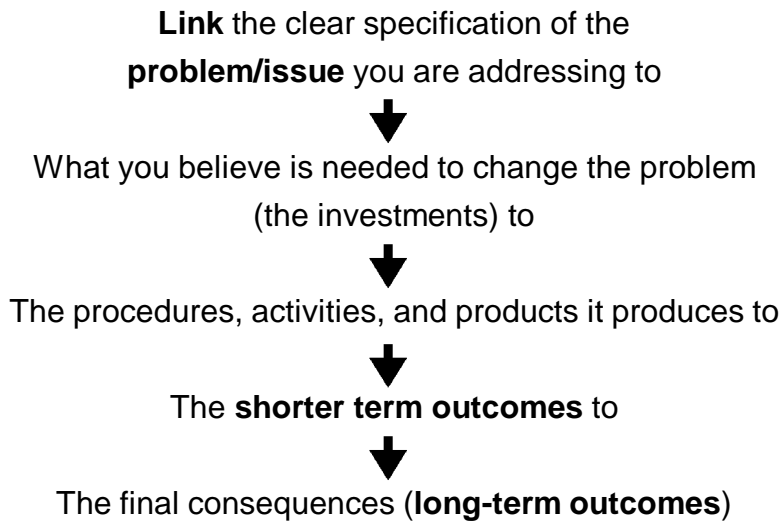 Link the clear specification of the
problem/issue you are addressing to
What you believe is needed to change the problem
(the investments) to
The procedures, activities, and products it produces to
The shorter term outcomes to
The final consequences (long-term outcomes)